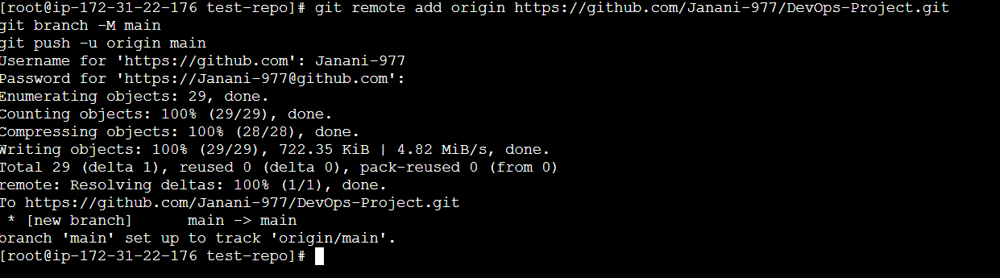 [root@ip-172-31-22-176 test-repo]# git remote add origin https://github.com/Janani-977/DevOps-Project.git
git branch -M main
git push -u origin main
Username for 'https://github.com': Janani-977
Password for 'https://Janani-977@github.com':
Enumerating objects: 29, done.
Counting objects: 100% (29/29), done.
Compressing objects: 100% (28/28), done.
Writing objects: 100% (29/29), 722.35 KiB | 4.82 MiB/s, done.
Total 29 (delta 1), reused 0 (delta 0), pack-reused 0 (from 0)
remote: Resolving deltas: 100% (1/1), done.
To https://github.com/Janani-977/DevOps-Project.git
 * [new branch]      main -> main
branch 'main' set up to track 'origin/main'.
[root@ip-172-31-22-176 test-repo]#